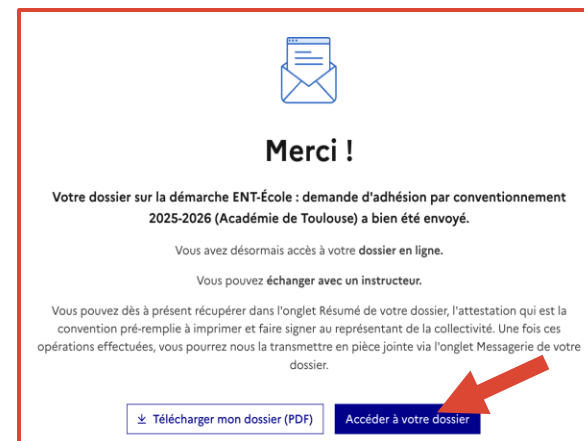 Merci !
Votre dossier sur la démarche ENT-École : demande d'adhésion par conventionnement
2025-2026 (Académie de Toulouse) a bien été envoyé.
Vous avez désormais accès à votre dossier en ligne.
Vous pouvez échanger avec un instructeur.
Vous pouvez dès à présent récupérer dans l'onglet Résumé de votre dossier, l'attestation qui est la
convention pré-remplie à imprimer et faire signer au représentant de la collectivité. Une fois ces
opérations effectuées, vous pourrez nous la transmettre en pièce jointe via l'onglet Messagerie de votre
dossier.
Télécharger mon dossier (PDF) Accéder à votre dossier